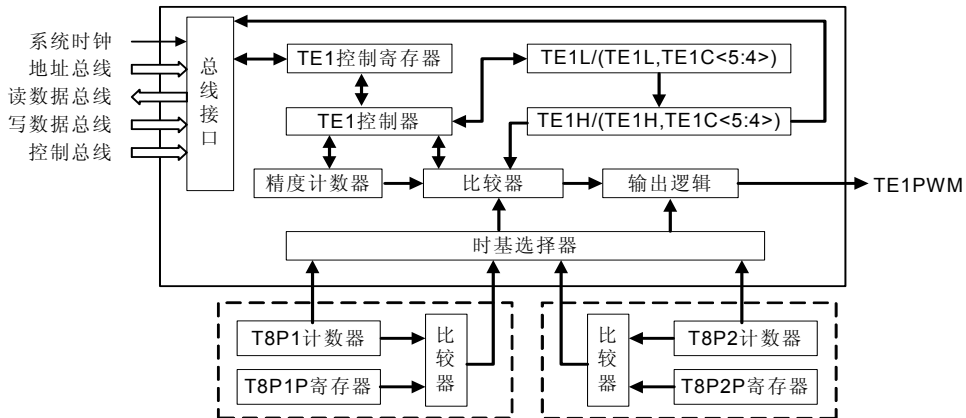 系统时钟
地址总线
读数据总线
写数据总线
控制总线
总线接口
TE1控制寄存器
TE1L/(TE1L,TE1C<5:4>)
TE1控制器
TE1H/(TE1H,TE1C<5:4>)
精度计数器
比较器
输出逻辑
TE1PWM
时基选择器
T8P1计数器
T8P1P寄存器
比较器
比较器
T8P2计数器
T8P2P寄存器